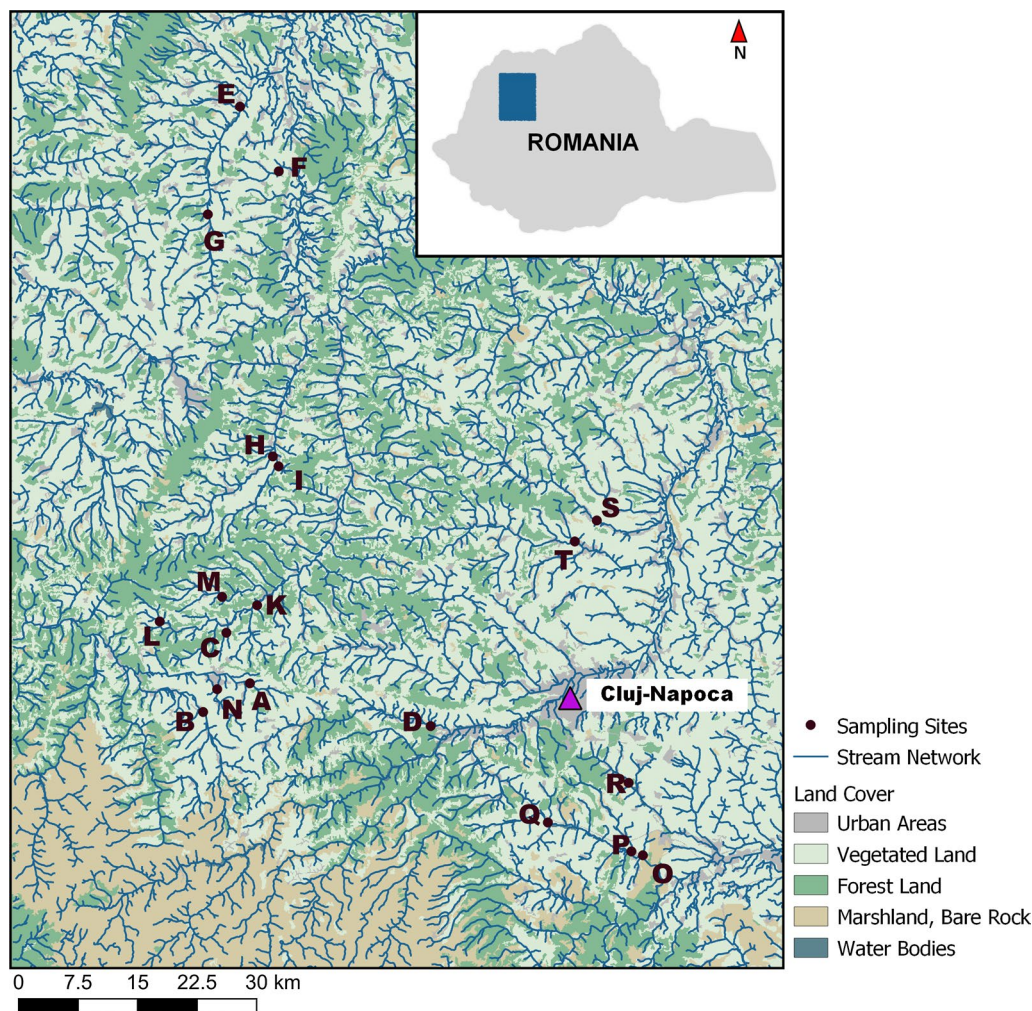 N
ROMANIA
E
F
G
H
I
S
T
M
K
L
C
A
N
B
Cluj-Napoca
D
R
Q
P
O
Sampling Sites
Stream Network
Land Cover
Urban Areas
Vegetated Land
Forest Land
Marshland, Bare Rock
Water Bodies
0 7.5 15 22.5 30 km